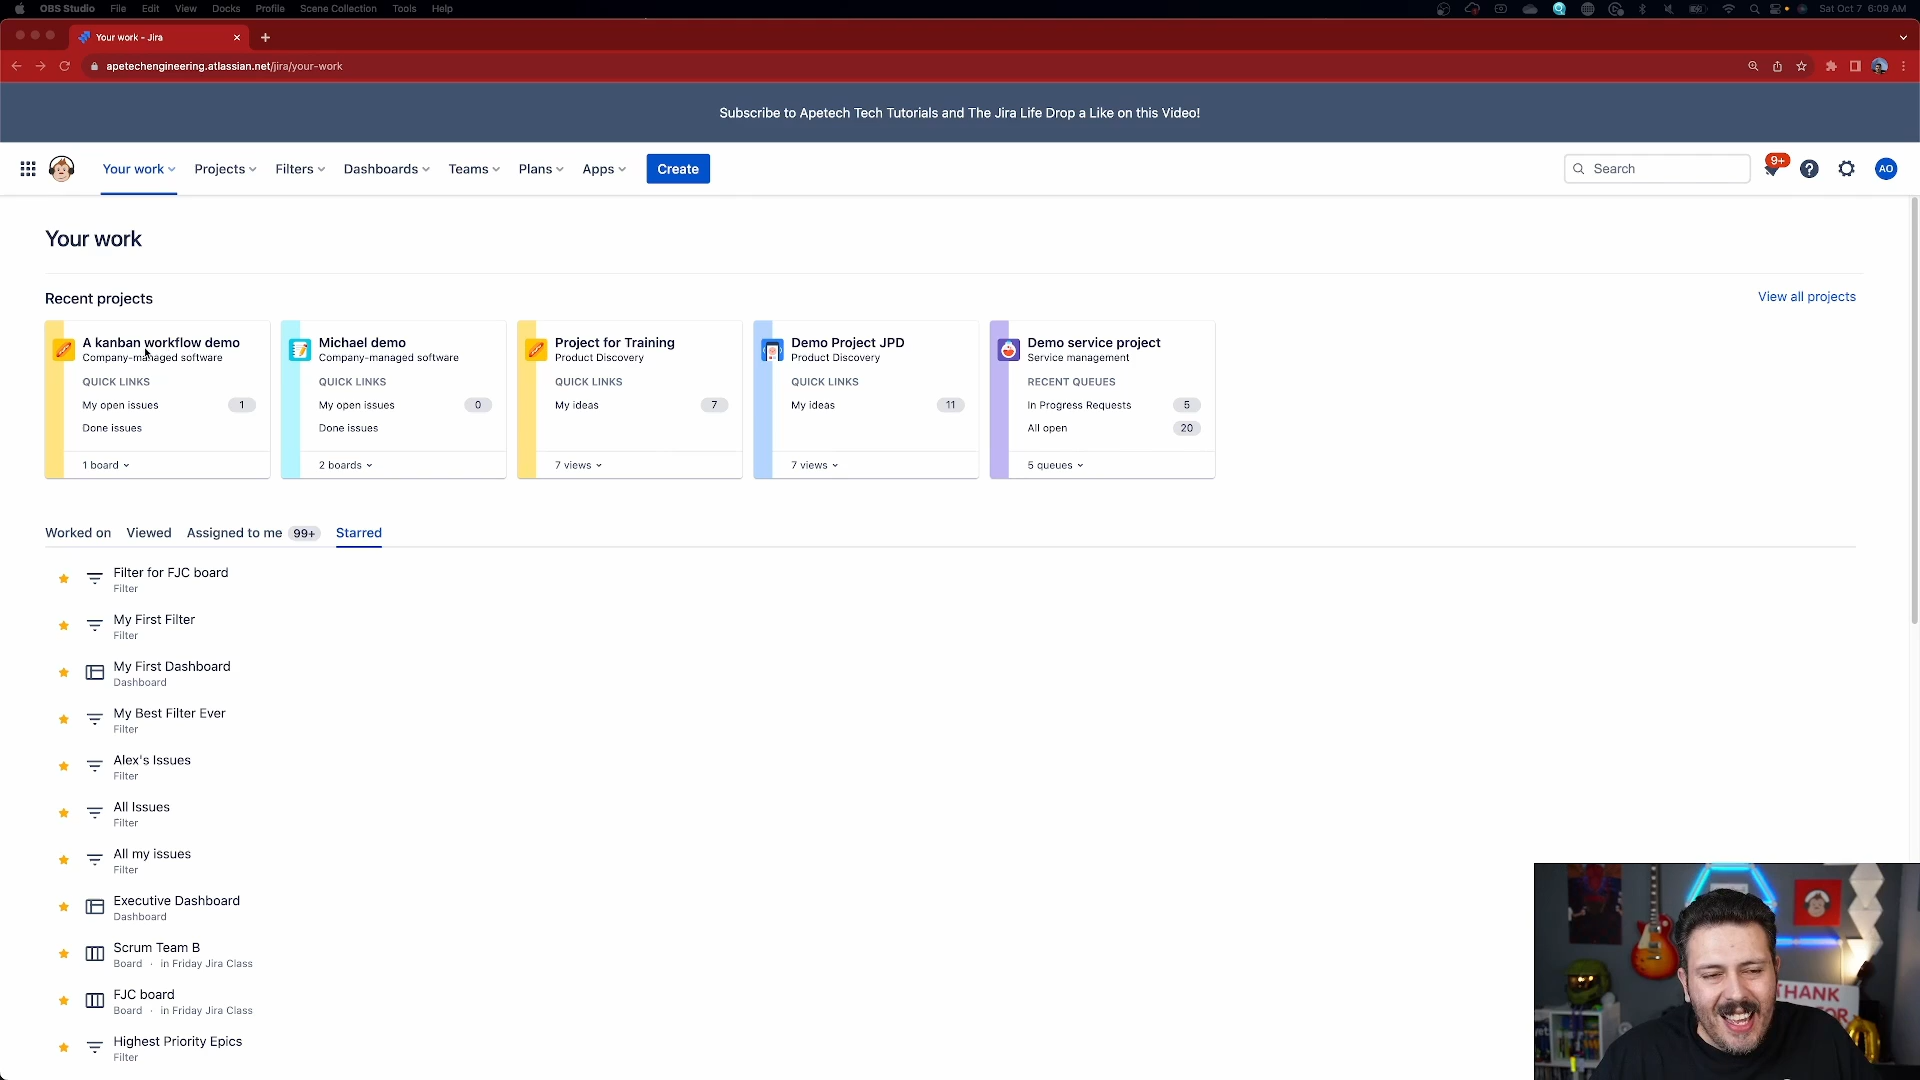 OBS Studio File Edit View Docks Profile Scene Collection Tools Help Sat Oct 7 6:09 AM
Your work - Jira
apetechengineering.atlassian.net/jira/your-work
Subscribe to Apetech Tech Tutorials and The Jira Life Drop a Like on this Video!
Your work Projects Filters Dashboards Teams Plans Apps Create Search 9+ AO
Your work
Recent projects View all projects
A kanban workflow demo Michael demo Project for Training Demo Project JPD Demo service project
Company-managed software Company-managed software Product Discovery Product Discovery Service management
QUICK LINKS QUICK LINKS QUICK LINKS QUICK LINKS RECENT QUEUES
My open issues 1 My open issues 0 My ideas 7 My ideas 11 In Progress Requests 5
Done issues Done issues All open 20
1 board 2 boards 7 views 7 views 5 queues
Worked on Viewed Assigned to me 99+ Starred
Filter for FJC board
Filter
My First Filter
Filter
My First Dashboard
Dashboard
My Best Filter Ever
Filter
Alex's Issues
Filter
All Issues
Filter
All my issues
Filter
Executive Dashboard
Dashboard
Scrum Team B
Board · in Friday Jira Class
FJC board
Board · in Friday Jira Class
Highest Priority Epics
Filter
THANK